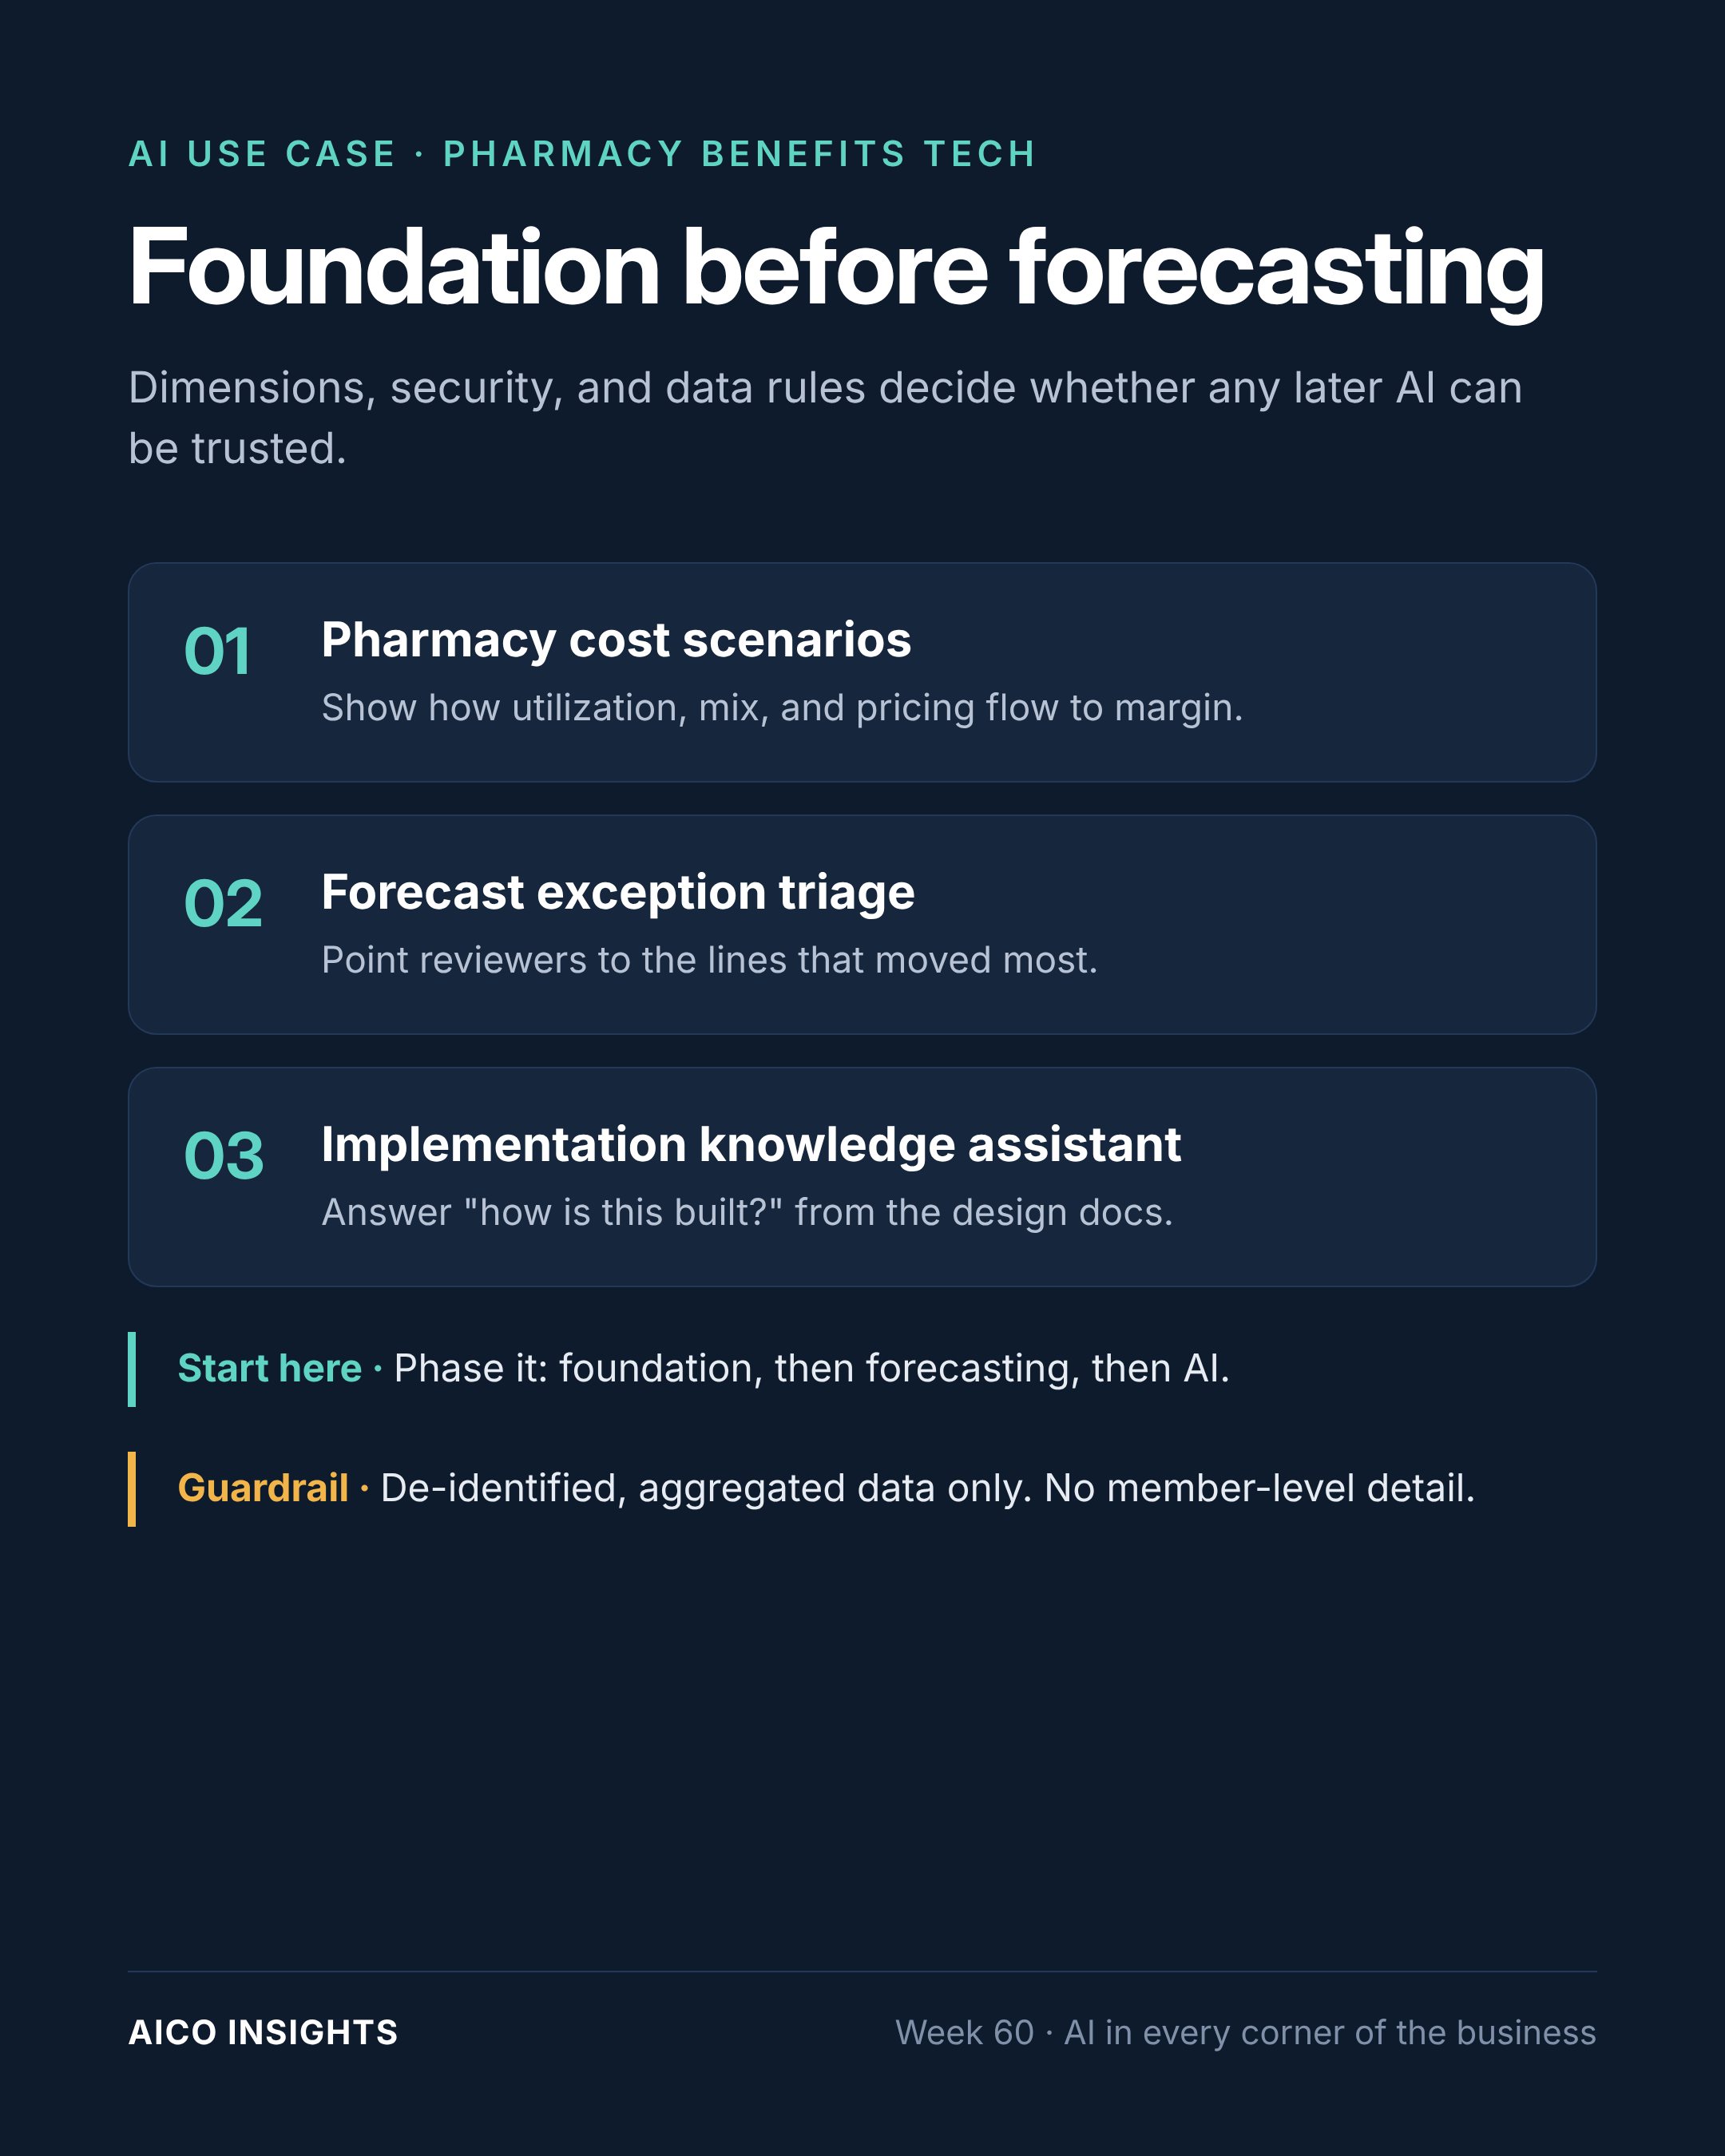 AI USE CASE · PHARMACY BENEFITS TECH
Foundation before forecasting
Dimensions, security, and data rules decide whether any later AI can
be trusted.
01
Pharmacy cost scenarios
Show how utilization, mix, and pricing flow to margin.
02
Forecast exception triage
Point reviewers to the lines that moved most.
03
Implementation knowledge assistant
Answer "how is this built?" from the design docs.
Start here · Phase it: foundation, then forecasting, then AI.
Guardrail · De-identified, aggregated data only. No member-level detail.
AICO INSIGHTS
Week 60 · AI in every corner of the business